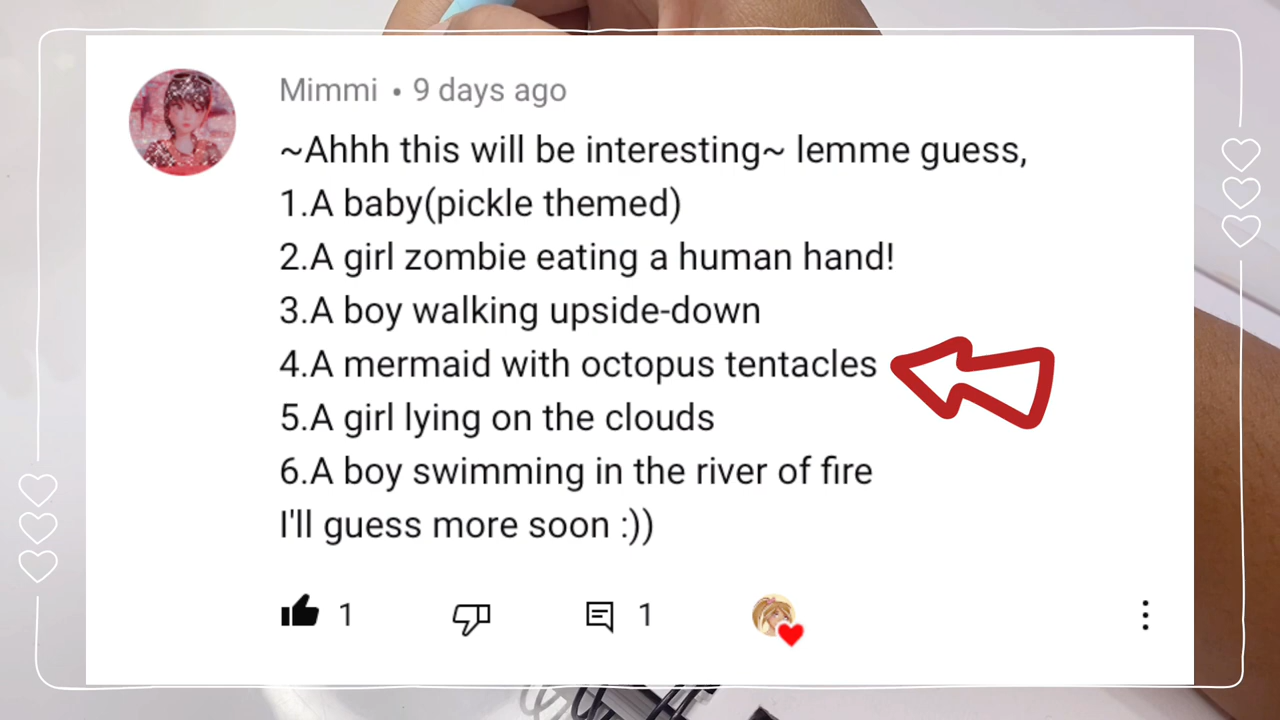 Mimmi • 9 days ago
~Ahhh this will be interesting~ lemme guess,
1.A baby(pickle themed)
2.A girl zombie eating a human hand!
3.A boy walking upside-down
4.A mermaid with octopus tentacles
5.A girl lying on the clouds
6.A boy swimming in the river of fire
I'll guess more soon :))
1 1